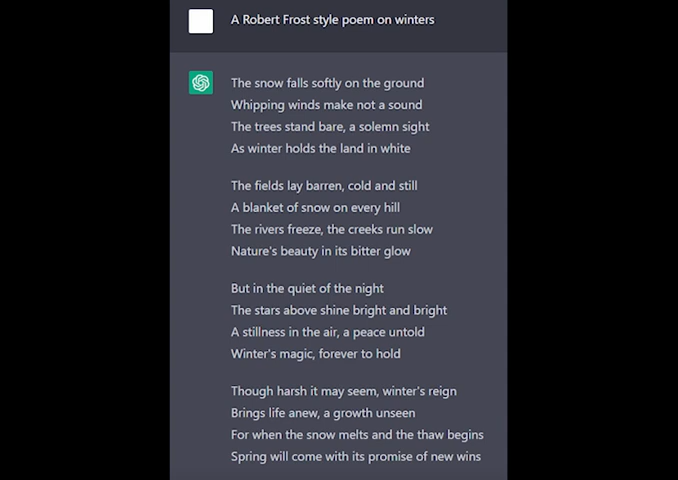 A Robert Frost style poem on winters
The snow falls softly on the ground
Whipping winds make not a sound
The trees stand bare, a solemn sight
As winter holds the land in white
The fields lay barren, cold and still
A blanket of snow on every hill
The rivers freeze, the creeks run slow
Nature's beauty in its bitter glow
But in the quiet of the night
The stars above shine bright and bright
A stillness in the air, a peace untold
Winter's magic, forever to hold
Though harsh it may seem, winter's reign
Brings life anew, a growth unseen
For when the snow melts and the thaw begins
Spring will come with its promise of new wins